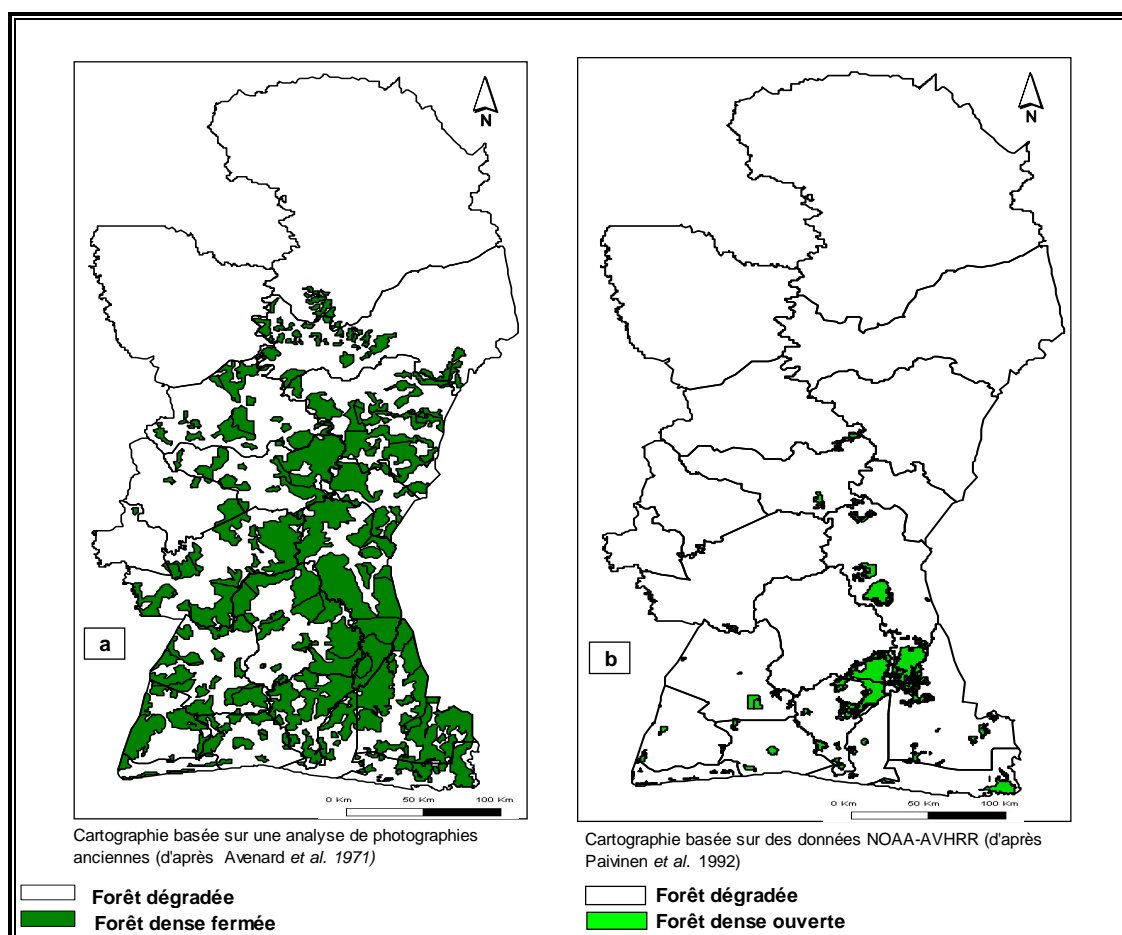 N
a
0 Km 50 Km 100 Km
Cartographie basée sur une analyse de photographies
anciennes (d'après Avenard et al. 1971)
Forêt dégradée
Forêt dense fermée
N
b
0 Km 50 Km 100 Km
Cartographie basée sur des données NOAA-AVHRR (d'après
Paivinen et al. 1992)
Forêt dégradée
Forêt dense ouverte